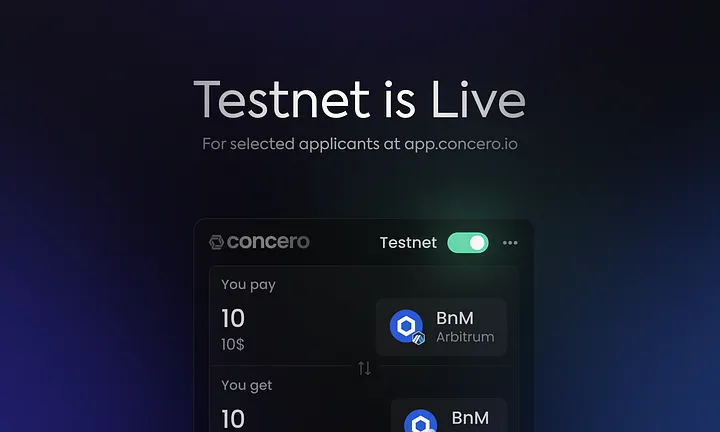 Testnet is Live
For selected applicants at app.concero.io
concero
Testnet
You pay
10
BnM
10$
Arbitrum
You get
10
BnM